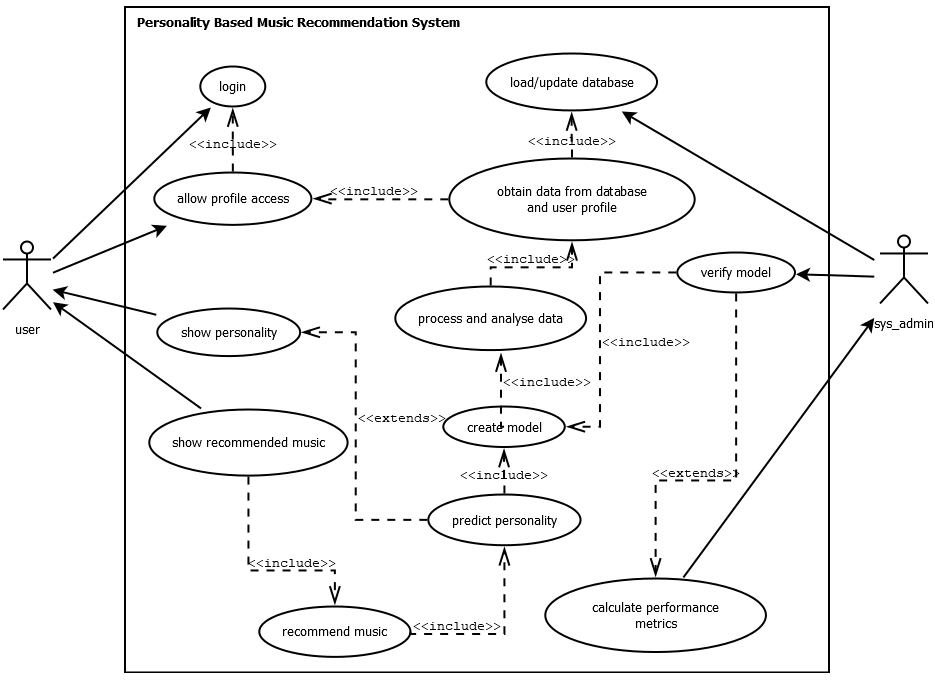 Personality Based Music Recommendation System
login
load/update database
<<include>>
<<include>>
allow profile access
<<include>>
obtain data from database
and user profile
<<include>>
verify model
user
sys_admin
show personality
process and analyse data
<<include>>
<<include>>
<<extends>>
create model
show recommended music
<<include>>
<<extends>>
predict personality
<<include>>
calculate performance
metrics
recommend music
<<include>>